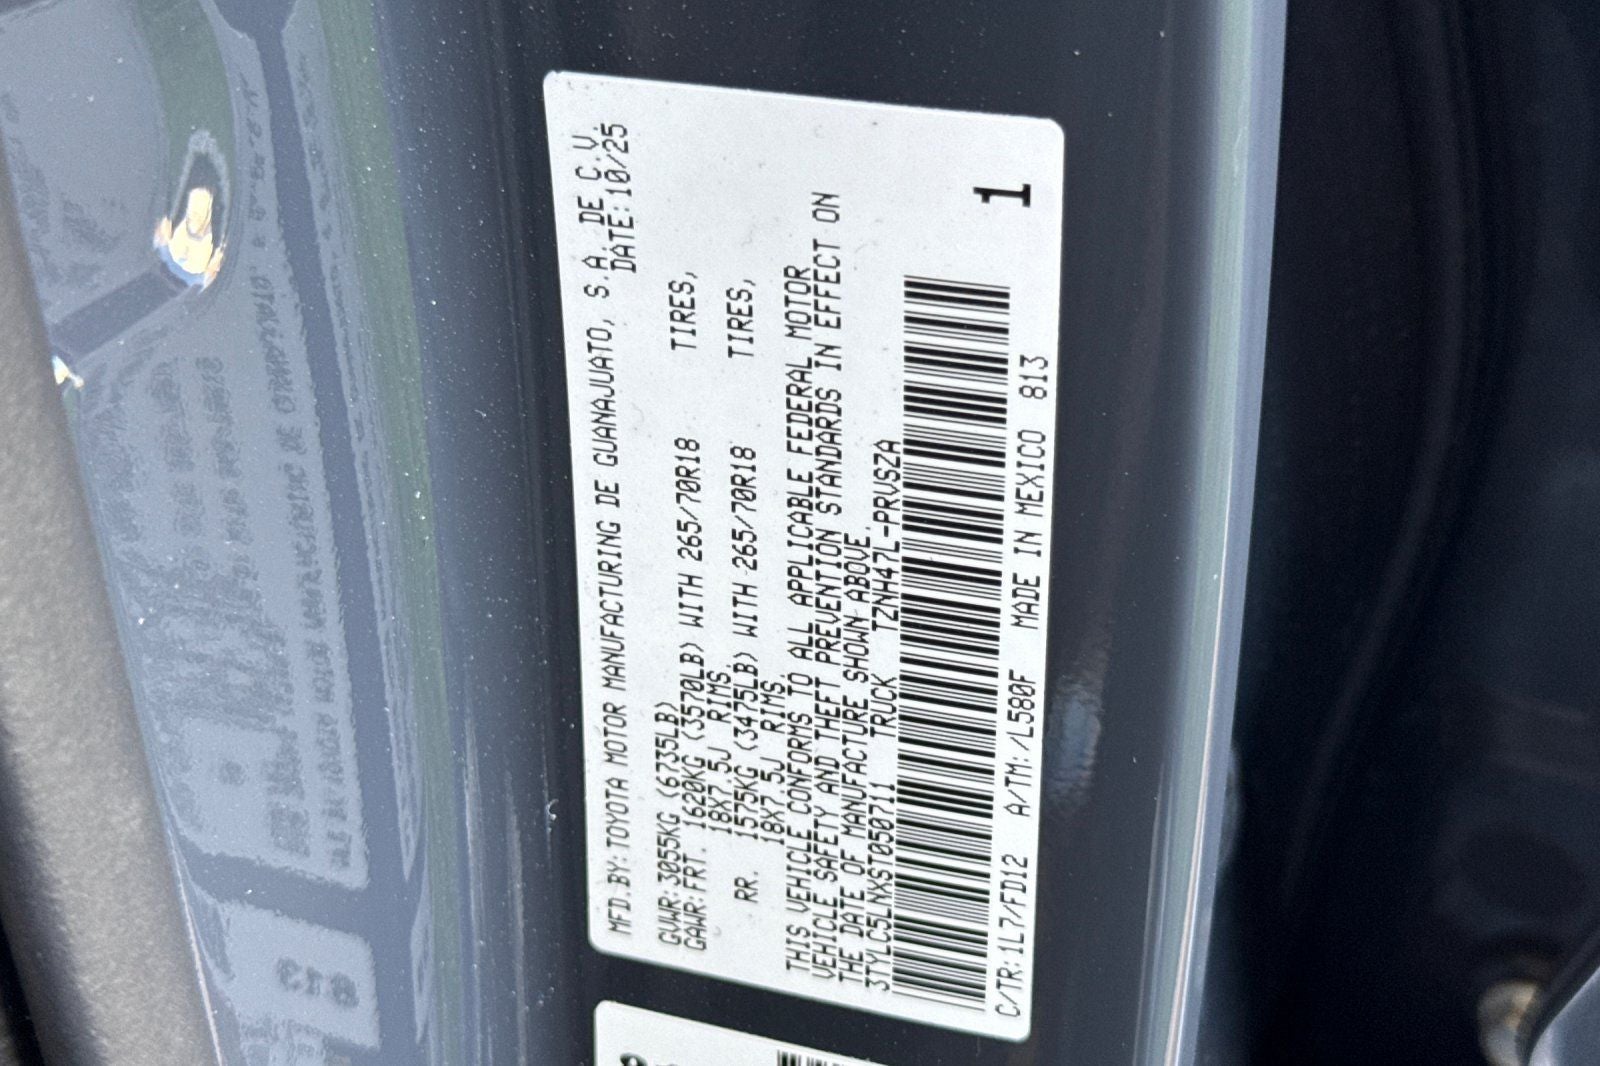 MFD.BY:TOYOTA MOTOR MANUFACTURING DE GUANAJUATO, S.A. DE C.V.
DATE:10/25
GVWR:3055KG (6735LB)
GAWR:FRT. 1620KG (3570LB) WITH 265/70R18 TIRES,
18X7.5J RIMS.
RR. 1575KG (3475LB) WITH 265/70R18 TIRES,
18X7.5J RIMS.
THIS VEHICLE CONFORMS TO ALL APPLICABLE FEDERAL MOTOR
VEHICLE SAFETY AND THEFT PREVENTION STANDARDS IN EFFECT ON
THE DATE OF MANUFACTURE SHOWN ABOVE.
3TYLC5LNXST050711 TRUCK TZNH47L-PRVSZA
1
C/TR:1L7/FD12 A/TM:/L580F MADE IN MEXICO 813